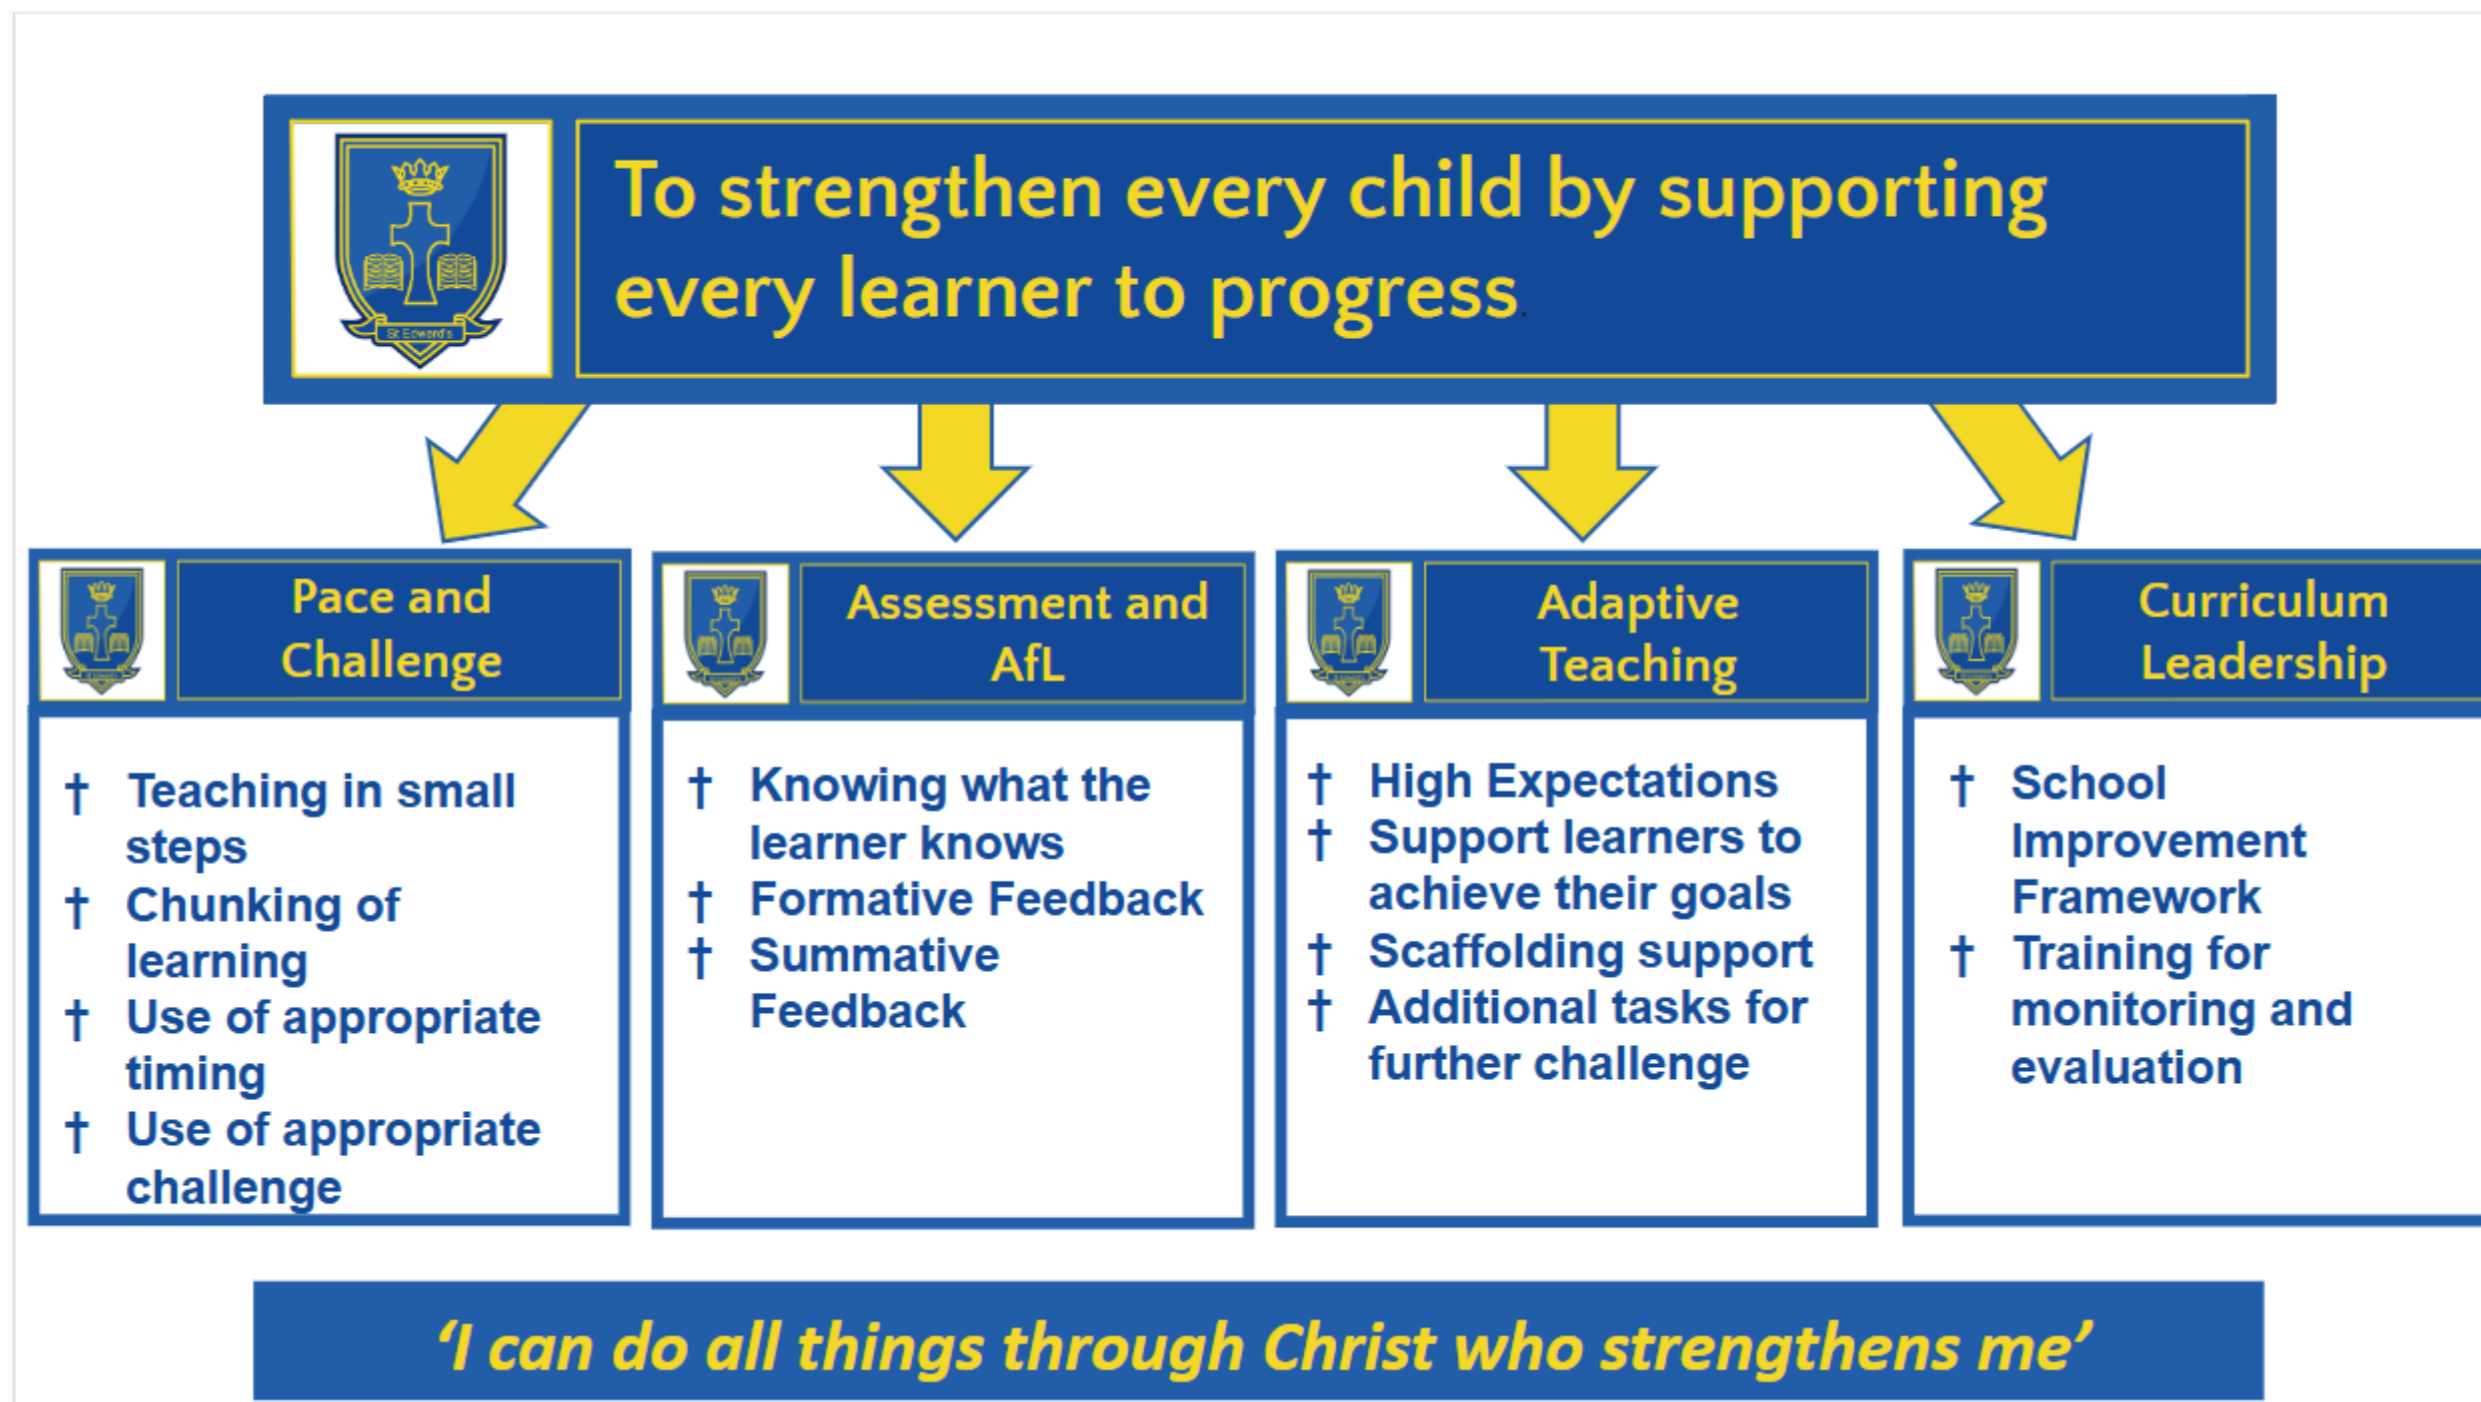 To strengthen every child by supporting
every learner to progress.
St Edward's
Pace and
Challenge
† Teaching in small
steps
† Chunking of
learning
† Use of appropriate
timing
† Use of appropriate
challenge
Assessment and
AfL
† Knowing what the
learner knows
† Formative Feedback
† Summative
Feedback
Adaptive
Teaching
† High Expectations
† Support learners to
achieve their goals
† Scaffolding support
† Additional tasks for
further challenge
Curriculum
Leadership
† School
Improvement
Framework
† Training for
monitoring and
evaluation
‘I can do all things through Christ who strengthens me’